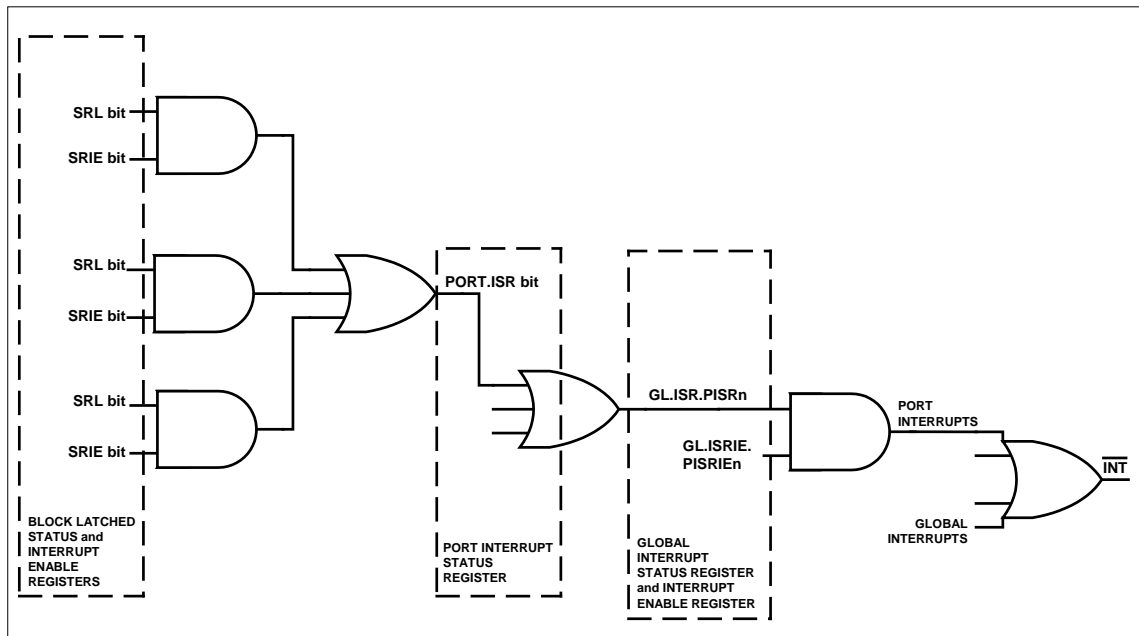 SRL bit
SRIE bit
SRL bit
SRIE bit
SRL bit
SRIE bit
BLOCK LATCHED
STATUS and
INTERRUPT
ENABLE
REGISTERS
PORT.ISR bit
PORT INTERRUPT
STATUS
REGISTER
GL.ISR.PISRn
GL.ISRIE.
PISRIEn
GLOBAL
INTERRUPT
STATUS REGISTER
and INTERRUPT
ENABLE REGISTER
PORT
INTERRUPTS
GLOBAL
INTERRUPTS
INT